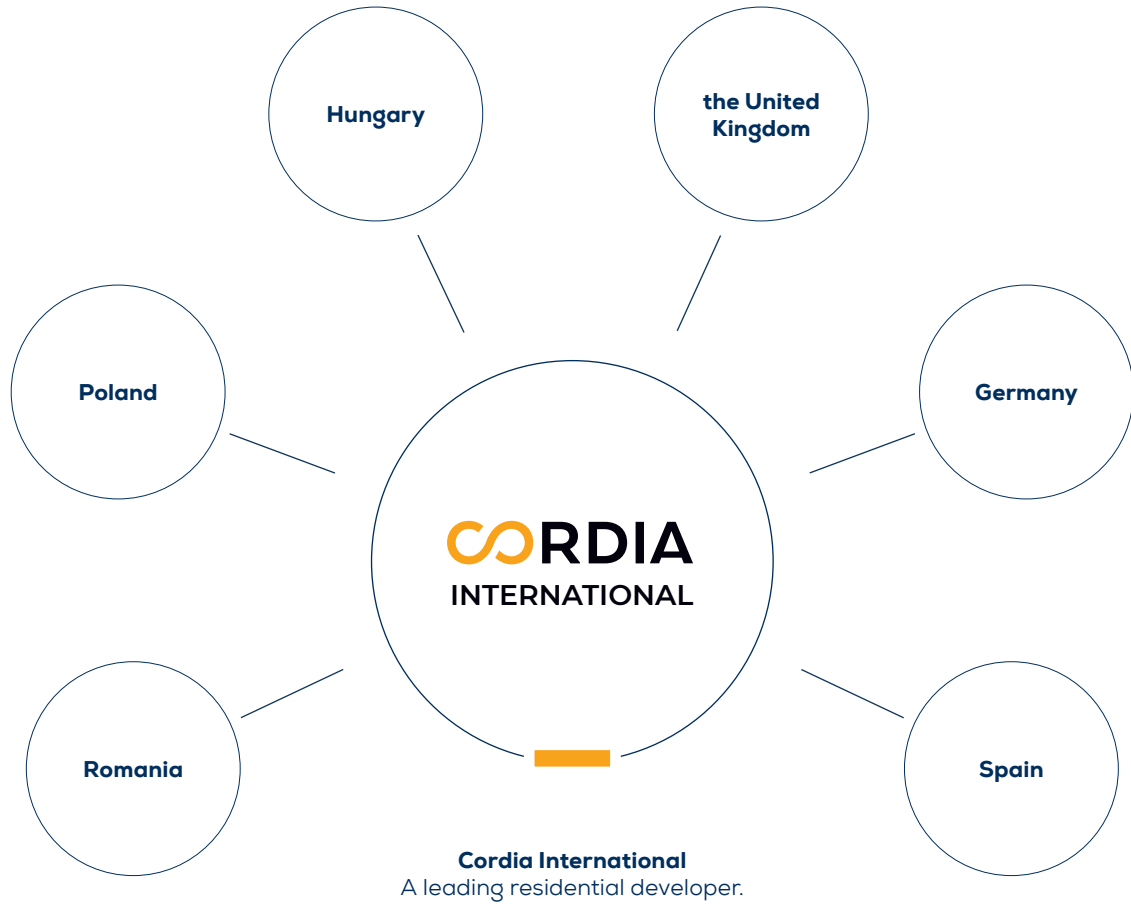 Hungary
the United
Kingdom
Poland
Germany
CORDIA
INTERNATIONAL
Romania
Spain
Cordia International
A leading residential developer.